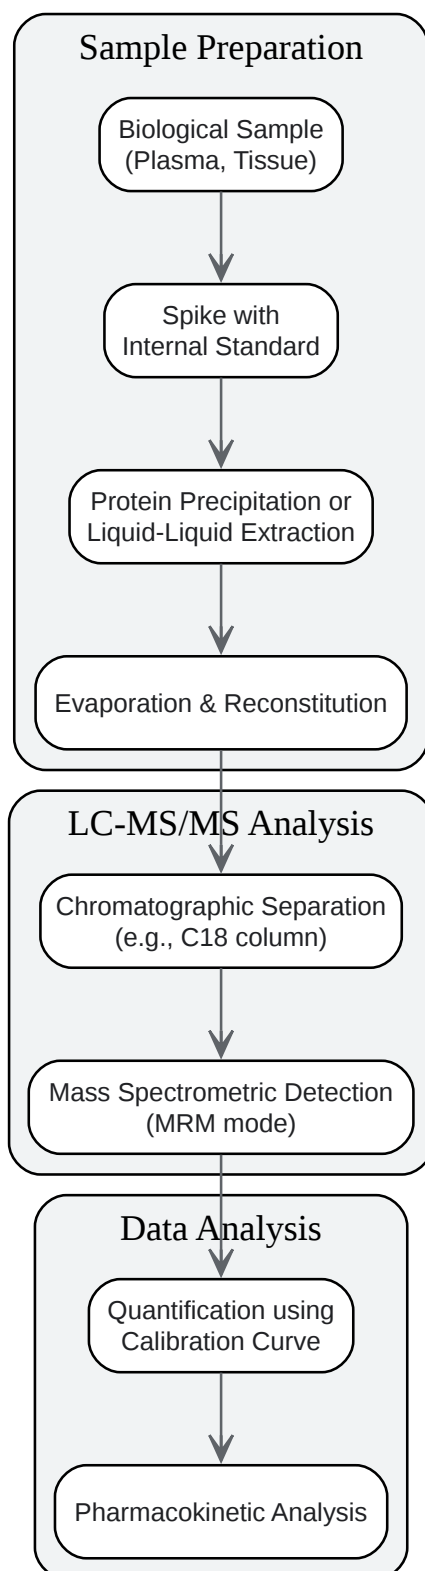 Sample Preparation
Biological Sample
(Plasma, Tissue)
Spike with
Internal Standard
Protein Precipitation or
Liquid-Liquid Extraction
Evaporation & Reconstitution
LC-MS/MS Analysis
Chromatographic Separation
(e.g., C18 column)
Mass Spectrometric Detection
(MRM mode)
Data Analysis
Quantification using
Calibration Curve
Pharmacokinetic Analysis